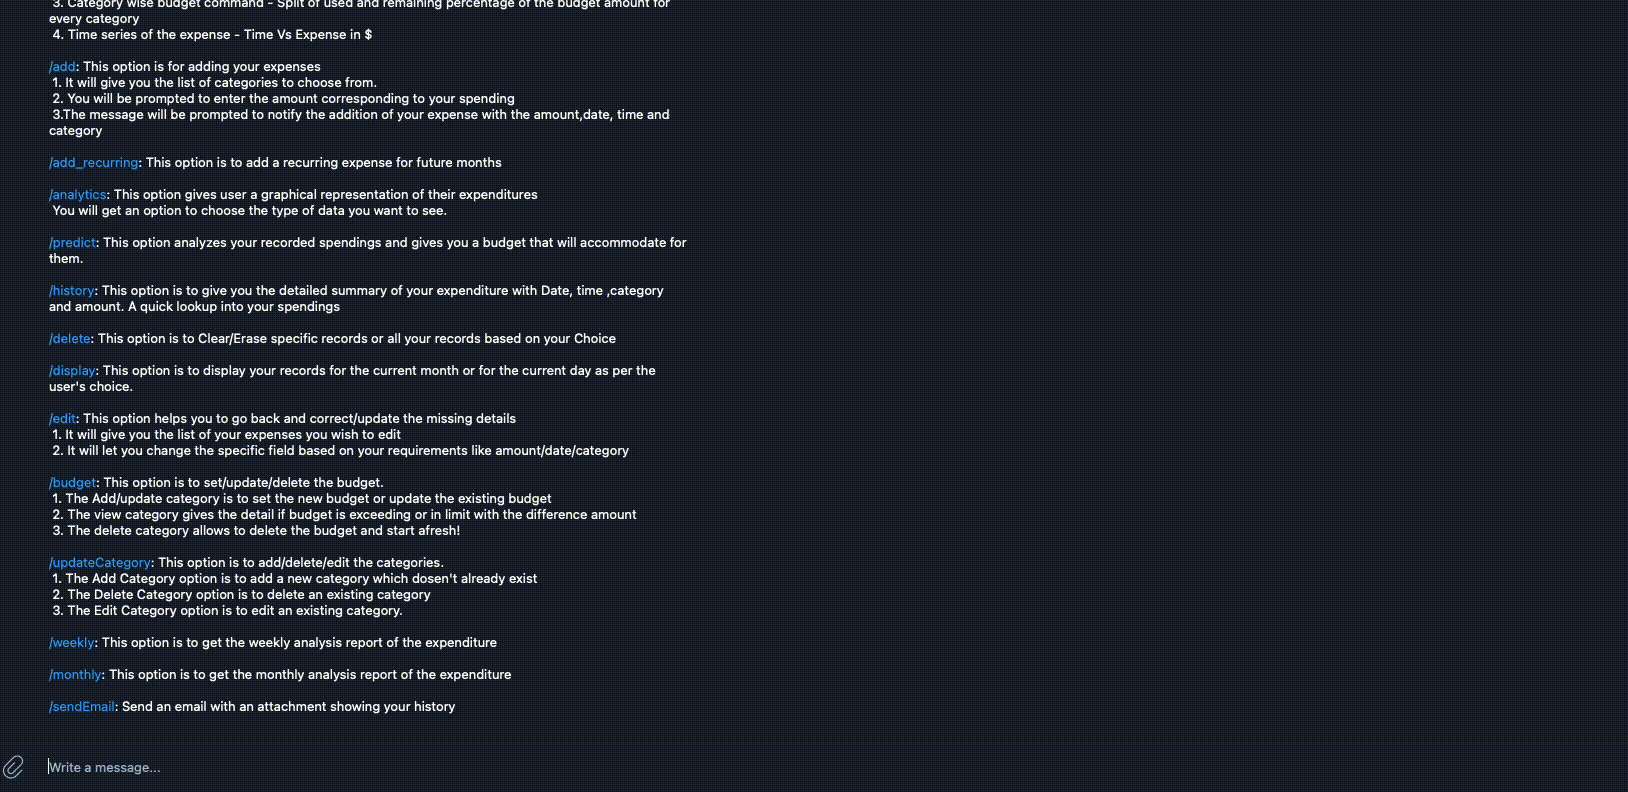 3. Category wise budget command - Split of used and remaining percentage of the budget amount for
every category
4. Time series of the expense - Time Vs Expense in $
/add: This option is for adding your expenses
1. It will give you the list of categories to choose from.
2. You will be prompted to enter the amount corresponding to your spending
3.The message will be prompted to notify the addition of your expense with the amount,date, time and
category
/add_recurring: This option is to add a recurring expense for future months
/analytics: This option gives user a graphical representation of their expenditures
You will get an option to choose the type of data you want to see.
/predict: This option analyzes your recorded spendings and gives you a budget that will accommodate for
them.
/history: This option is to give you the detailed summary of your expenditure with Date, time ,category
and amount. A quick lookup into your spendings
/delete: This option is to Clear/Erase specific records or all your records based on your Choice
/display: This option is to display your records for the current month or for the current day as per the
user's choice.
/edit: This option helps you to go back and correct/update the missing details
1. It will give you the list of your expenses you wish to edit
2. It will let you change the specific field based on your requirements like amount/date/category
/budget: This option is to set/update/delete the budget.
1. The Add/update category is to set the new budget or update the existing budget
2. The view category gives the detail if budget is exceeding or in limit with the difference amount
3. The delete category allows to delete the budget and start afresh!
/updateCategory: This option is to add/delete/edit the categories.
1. The Add Category option is to add a new category which dosen't already exist
2. The Delete Category option is to delete an existing category
3. The Edit Category option is to edit an existing category.
/weekly: This option is to get the weekly analysis report of the expenditure
/monthly: This option is to get the monthly analysis report of the expenditure
/sendEmail: Send an email with an attachment showing your history
Write a message...